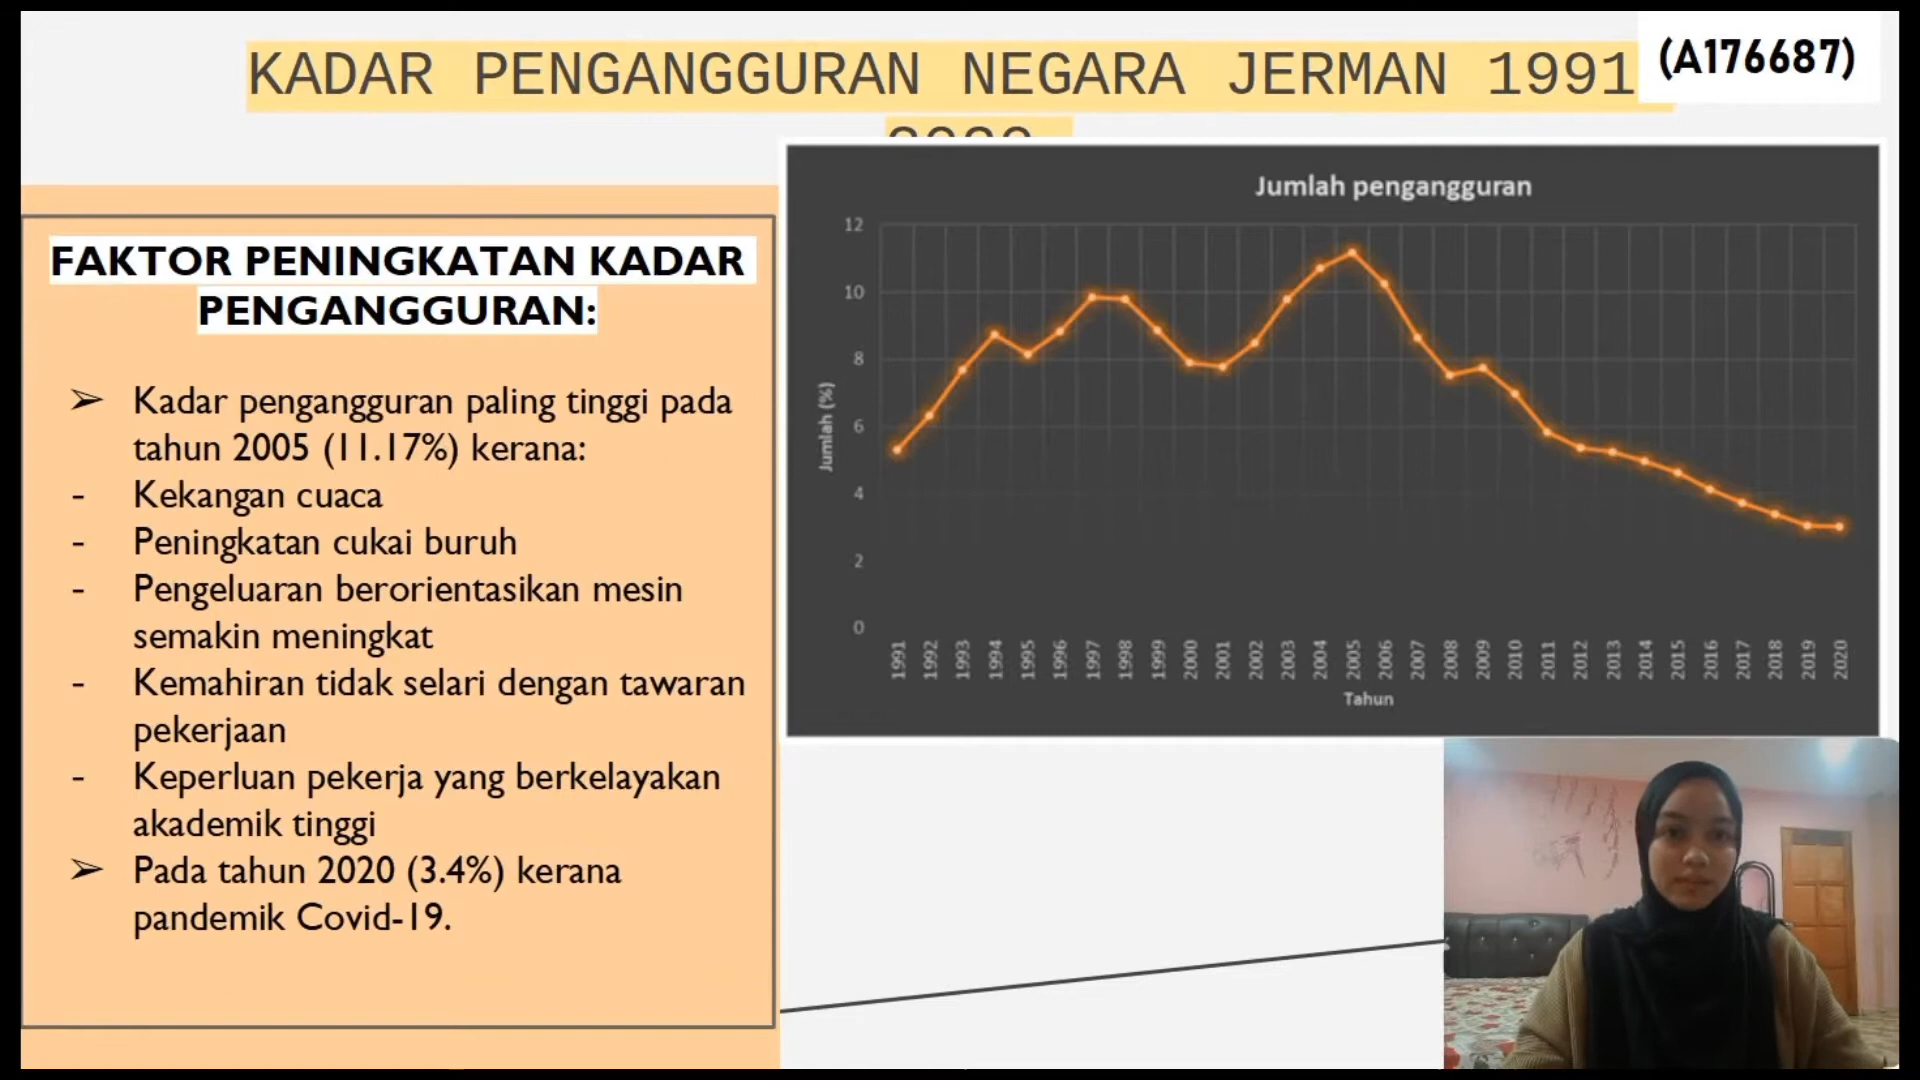 KADAR PENGANGGURAN NEGARA JERMAN 1991
(A176687)
FAKTOR PENINGKATAN KADAR
PENGANGGURAN:
➢ Kadar pengangguran paling tinggi pada
tahun 2005 (11.17%) kerana:
- Kekangan cuaca
- Peningkatan cukai buruh
- Pengeluaran berorientasikan mesin
semakin meningkat
- Kemahiran tidak selari dengan tawaran
pekerjaan
- Keperluan pekerja yang berkelayakan
akademik tinggi
➢ Pada tahun 2020 (3.4%) kerana
pandemik Covid-19.
Jumlah pengangguran
Jumlah (%)
12
10
8
6
4
2
0
1991 1992 1993 1994 1995 1996 1997 1998 1999 2000 2001 2002 2003 2004 2005 2006 2007 2008 2009 2010 2011 2012 2013 2014 2015 2016 2017 2018 2019 2020
Tahun